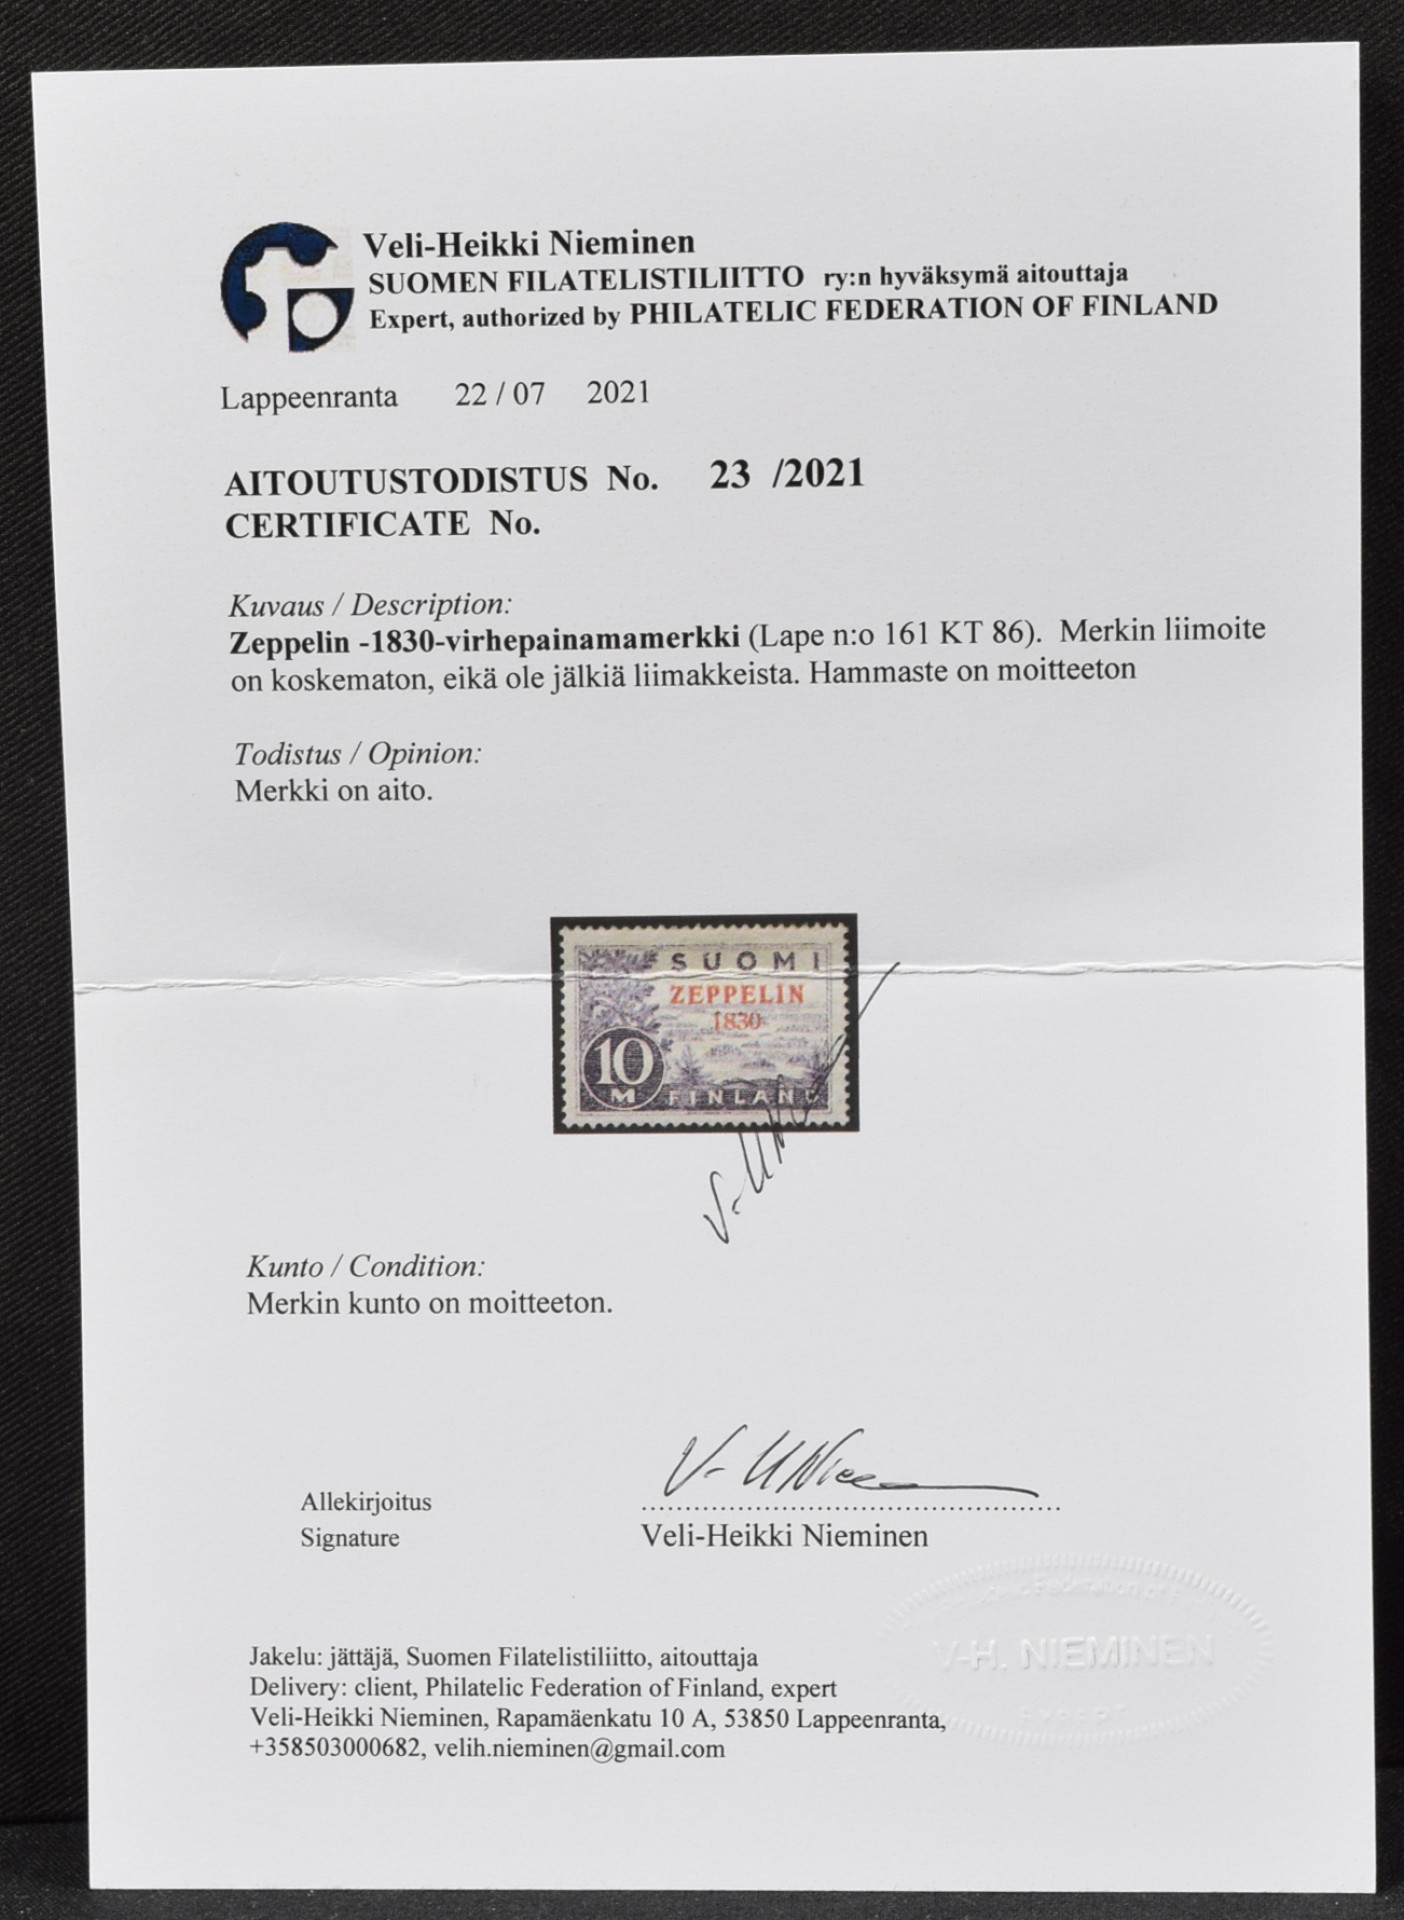 Veli-Heikki Nieminen
SUOMEN FILATELISTILIITTO ry:n hyväksymä aitouttaja
Expert, authorized by PHILATELIC FEDERATION OF FINLAND
Lappeenranta 22 / 07 2021
AITOUTUSTODISTUS No. 23 /2021
CERTIFICATE No.
Kuvaus / Description:
Zeppelin -1830-virhepainamamerkki (Lape n:o 161 KT 86). Merkin liimoite
on koskematon, eikä ole jälkiä liimakkeista. Hammaste on moitteeton
Todistus / Opinion:
Merkki on aito.
SUOMI
ZEPPELIN
1830
10
M FINLAND
Kunto / Condition:
Merkin kunto on moitteeton.
Allekirjoitus
Signature
Veli-Heikki Nieminen
V-H. NIEMINEN
Jakelu: jättäjä, Suomen Filatelistiliitto, aitouttaja
Delivery: client, Philatelic Federation of Finland, expert
Veli-Heikki Nieminen, Rapamäenkatu 10 A, 53850 Lappeenranta,
+358503000682, velih.nieminen@gmail.com